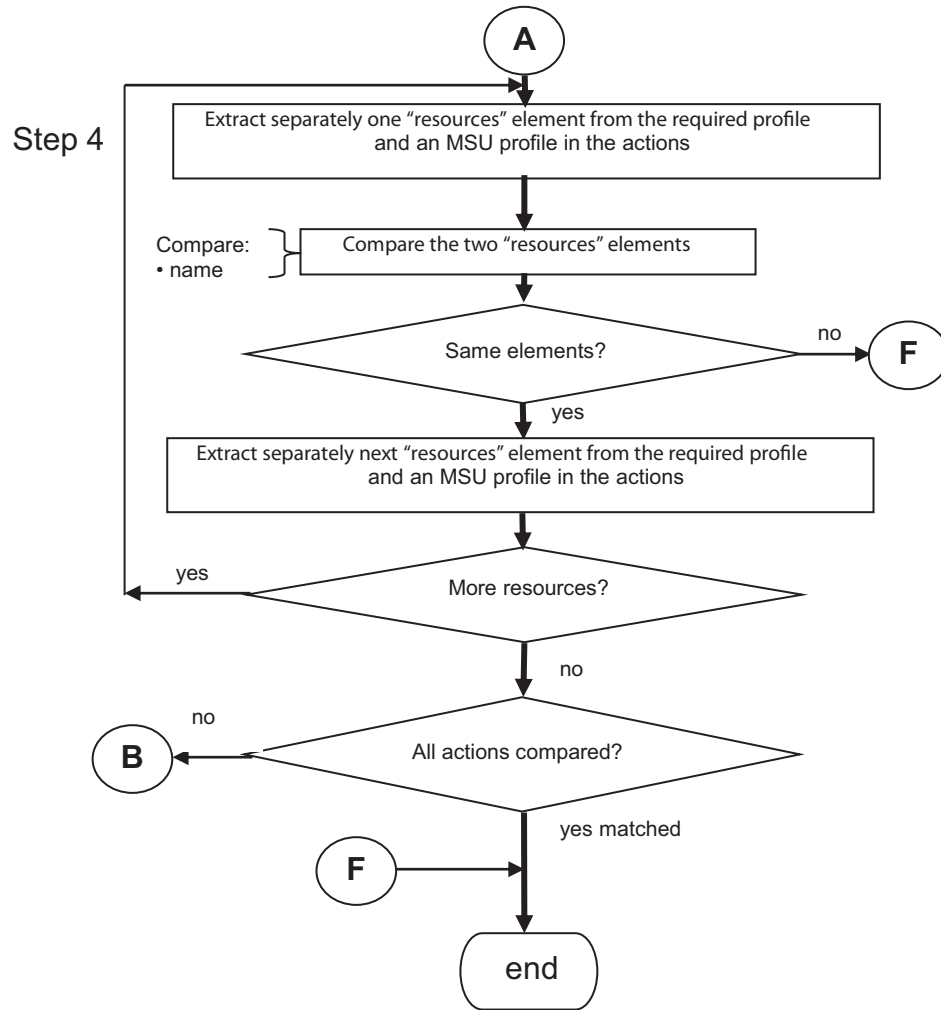 A
Step 4
Extract separately one “resources” element from the required profile
and an MSU profile in the actions
Compare:
• name
Compare the two “resources” elements
Same elements?
no
F
yes
Extract separately next “resources” element from the required profile
and an MSU profile in the actions
yes
More resources?
no
no
B
All actions compared?
yes matched
F
end